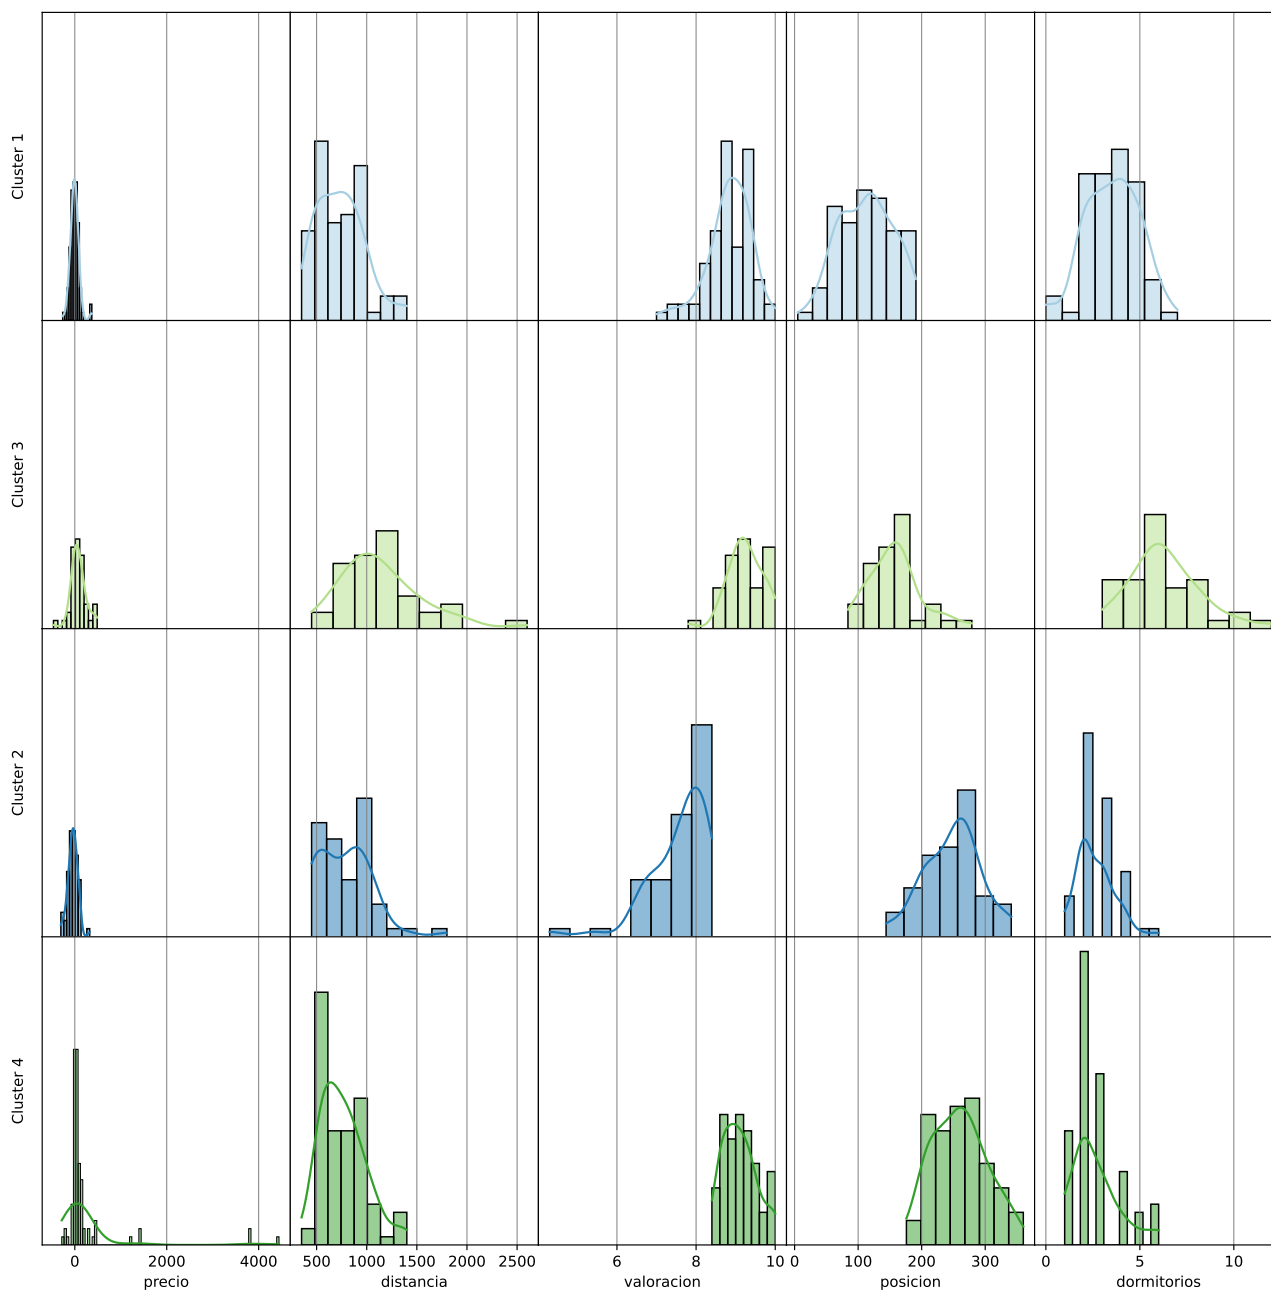 Cluster 1
Cluster 3
Cluster 2
Cluster 4
0 2000 4000 500 1000 1500 2000 2500 6 8 10 0 100 200 300 0 5 10
precio distancia valoracion posicion dormitorios